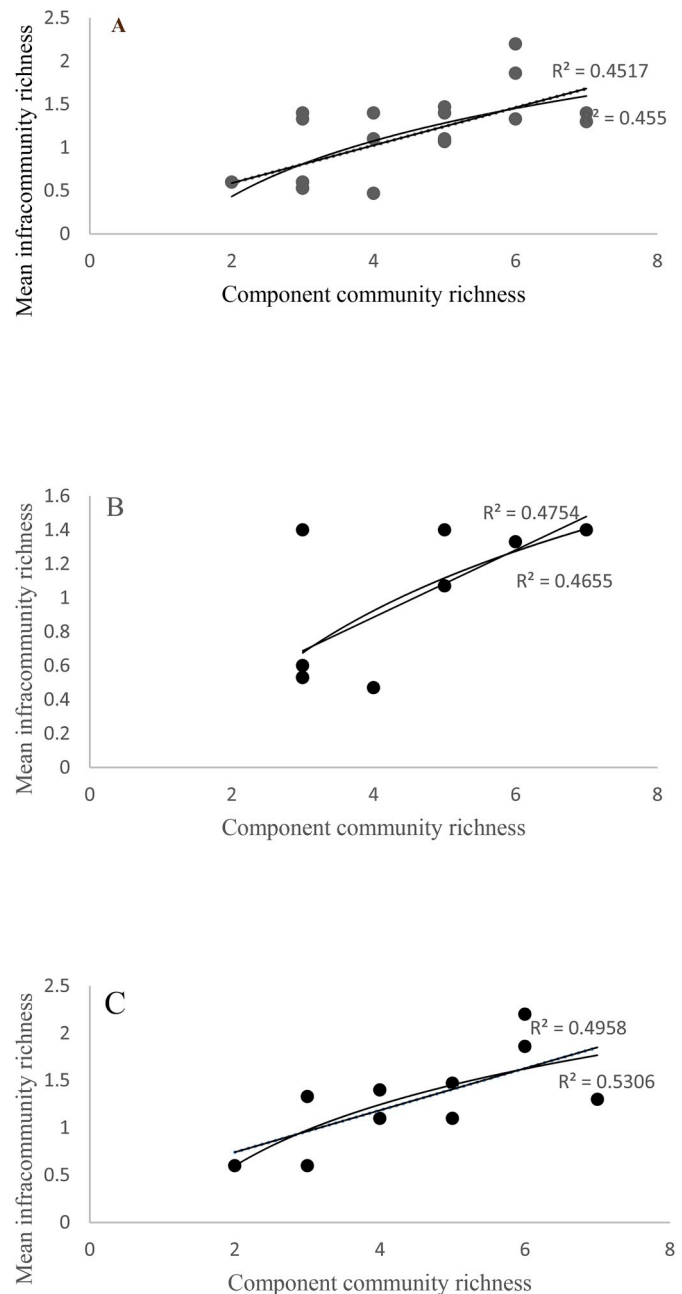 A
2.5
2
1.5
1
0.5
0
R² = 0.4517
² = 0.455
0 2 4 6 8
Component community richness
Mean infracommunity richness
B
1.6
1.4
1.2
1
0.8
0.6
0.4
0.2
0
R² = 0.4754
R² = 0.4655
0 2 4 6 8
Component community richness
Mean infracommunity richness
C
2.5
2
1.5
1
0.5
0
R² = 0.4958
R² = 0.5306
0 2 4 6 8
Component community richness
Mean infracommunity richness